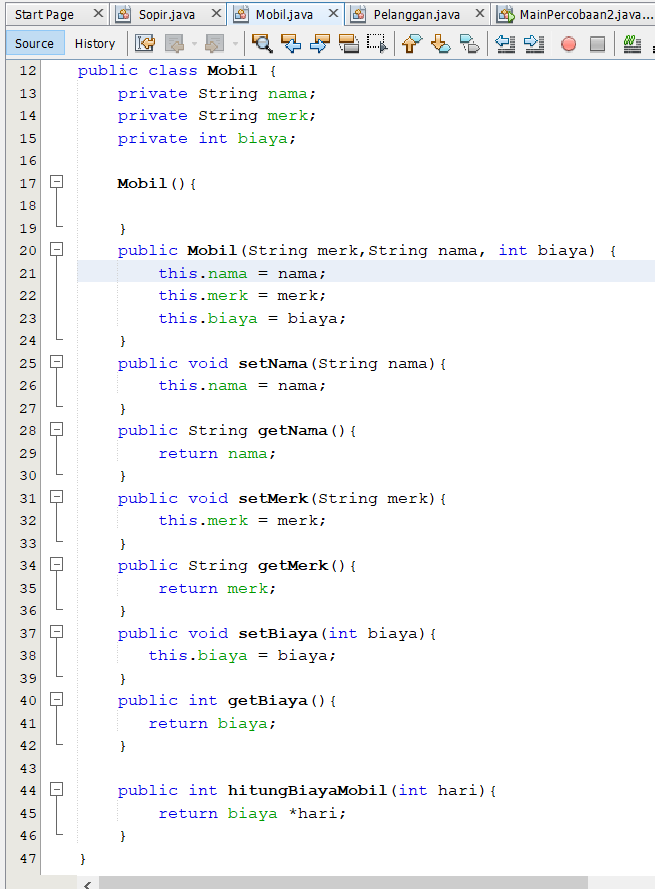 Start Page Sopir.java Mobil.java Pelanggan.java MainPercobaan2.java...
Source History
12 public class Mobil {
13 private String nama;
14 private String merk;
15 private int biaya;
16
17 Mobil(){
18
19 }
20 public Mobil(String merk,String nama, int biaya) {
21 this.nama = nama;
22 this.merk = merk;
23 this.biaya = biaya;
24 }
25 public void setNama(String nama){
26 this.nama = nama;
27 }
28 public String getNama(){
29 return nama;
30 }
31 public void setMerk(String merk){
32 this.merk = merk;
33 }
34 public String getMerk(){
35 return merk;
36 }
37 public void setBiaya(int biaya){
38 this.biaya = biaya;
39 }
40 public int getBiaya(){
41 return biaya;
42 }
43
44 public int hitungBiayaMobil(int hari){
45 return biaya *hari;
46 }
47 }